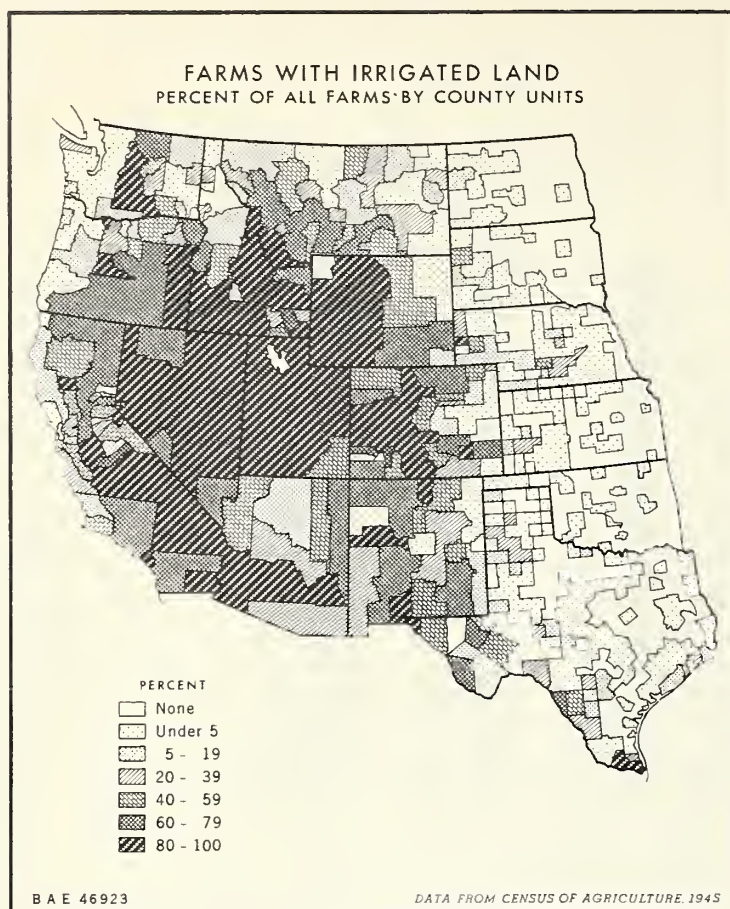 FARMS WITH IRRIGATED LAND
PERCENT OF ALL FARMS BY COUNTY UNITS
PERCENT
None
Under 5
5 - 19
20 - 39
40 - 59
60 - 79
80 - 100
BAE 46923
DATA FROM CENSUS OF AGRICULTURE, 1945